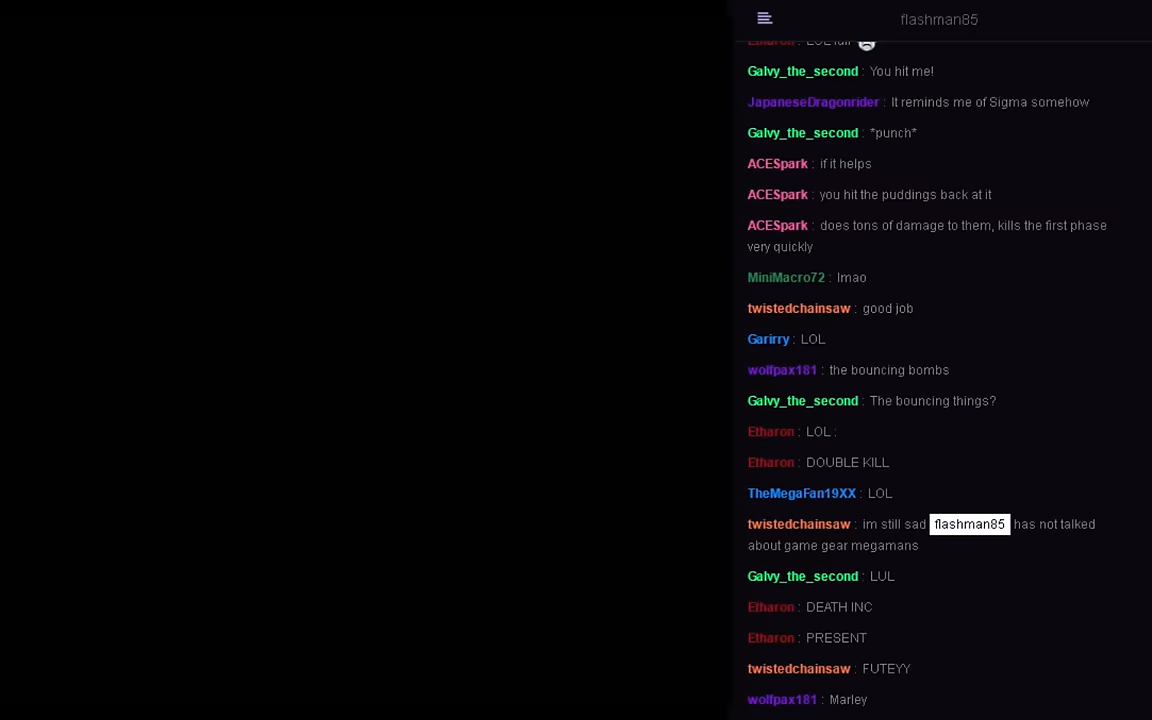 flashman85
Etharon : LOL full
Galvy_the_second : You hit me!
JapaneseDragonrider : It reminds me of Sigma somehow
Galvy_the_second : *punch*
ACESpark : if it helps
ACESpark : you hit the puddings back at it
ACESpark : does tons of damage to them, kills the first phase
very quickly
MiniMacro72 : lmao
twistedchainsaw : good job
Garirry : LOL
wolfpax181 : the bouncing bombs
Galvy_the_second : The bouncing things?
Etharon : LOL :
Etharon : DOUBLE KILL
TheMegaFan19XX : LOL
twistedchainsaw : im still sad flashman85 has not talked
about game gear megamans
Galvy_the_second : LUL
Etharon : DEATH INC
Etharon : PRESENT
twistedchainsaw : FUTEYY
wolfpax181 : Marley